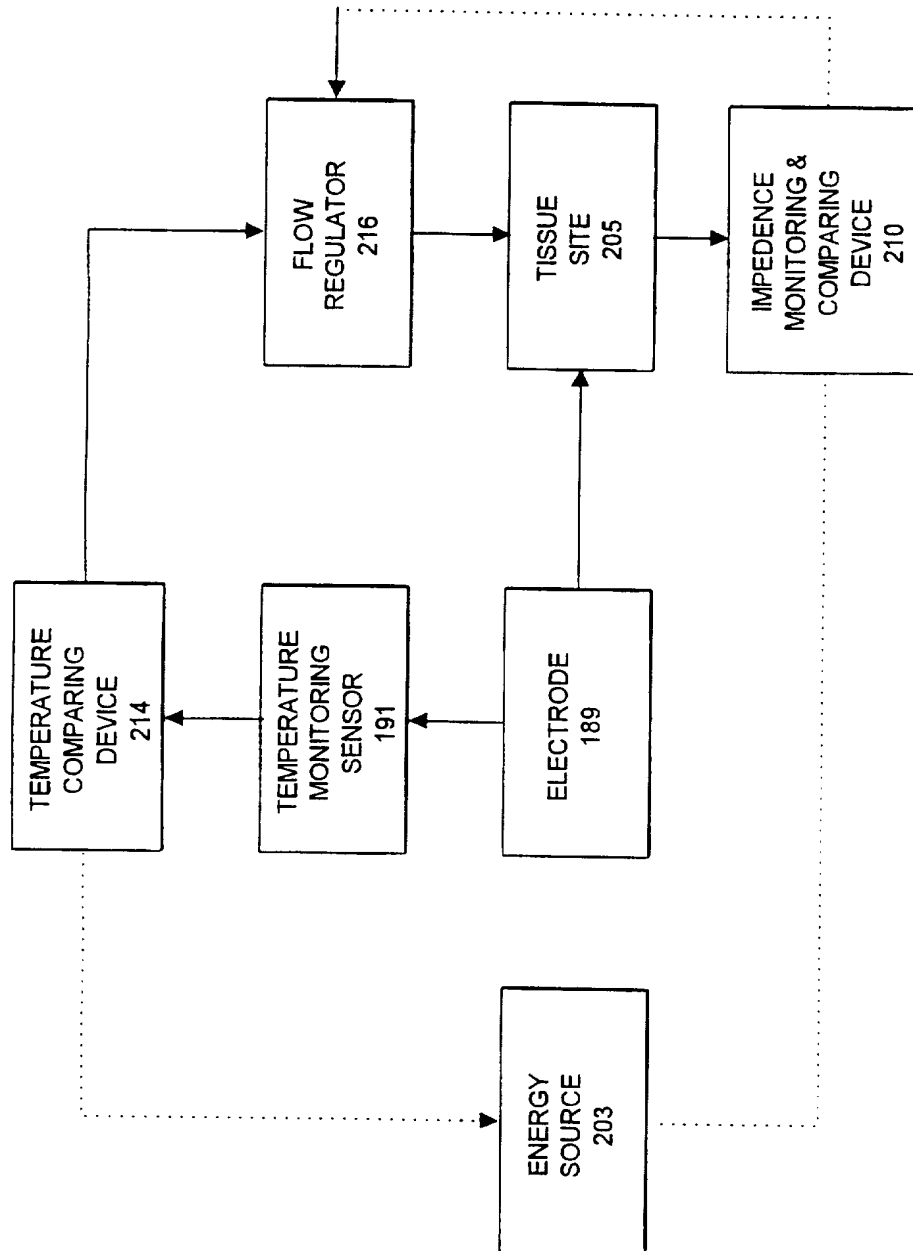 TEMPERATURE
COMPARING
DEVICE
214
TEMPERATURE
MONITORING
SENSOR
191
FLOW
REGULATOR
216
ENERGY
SOURCE
203
ELECTRODE
189
TISSUE
SITE
205
IMPEDENCE
MONITORING &
COMPARING
DEVICE
210